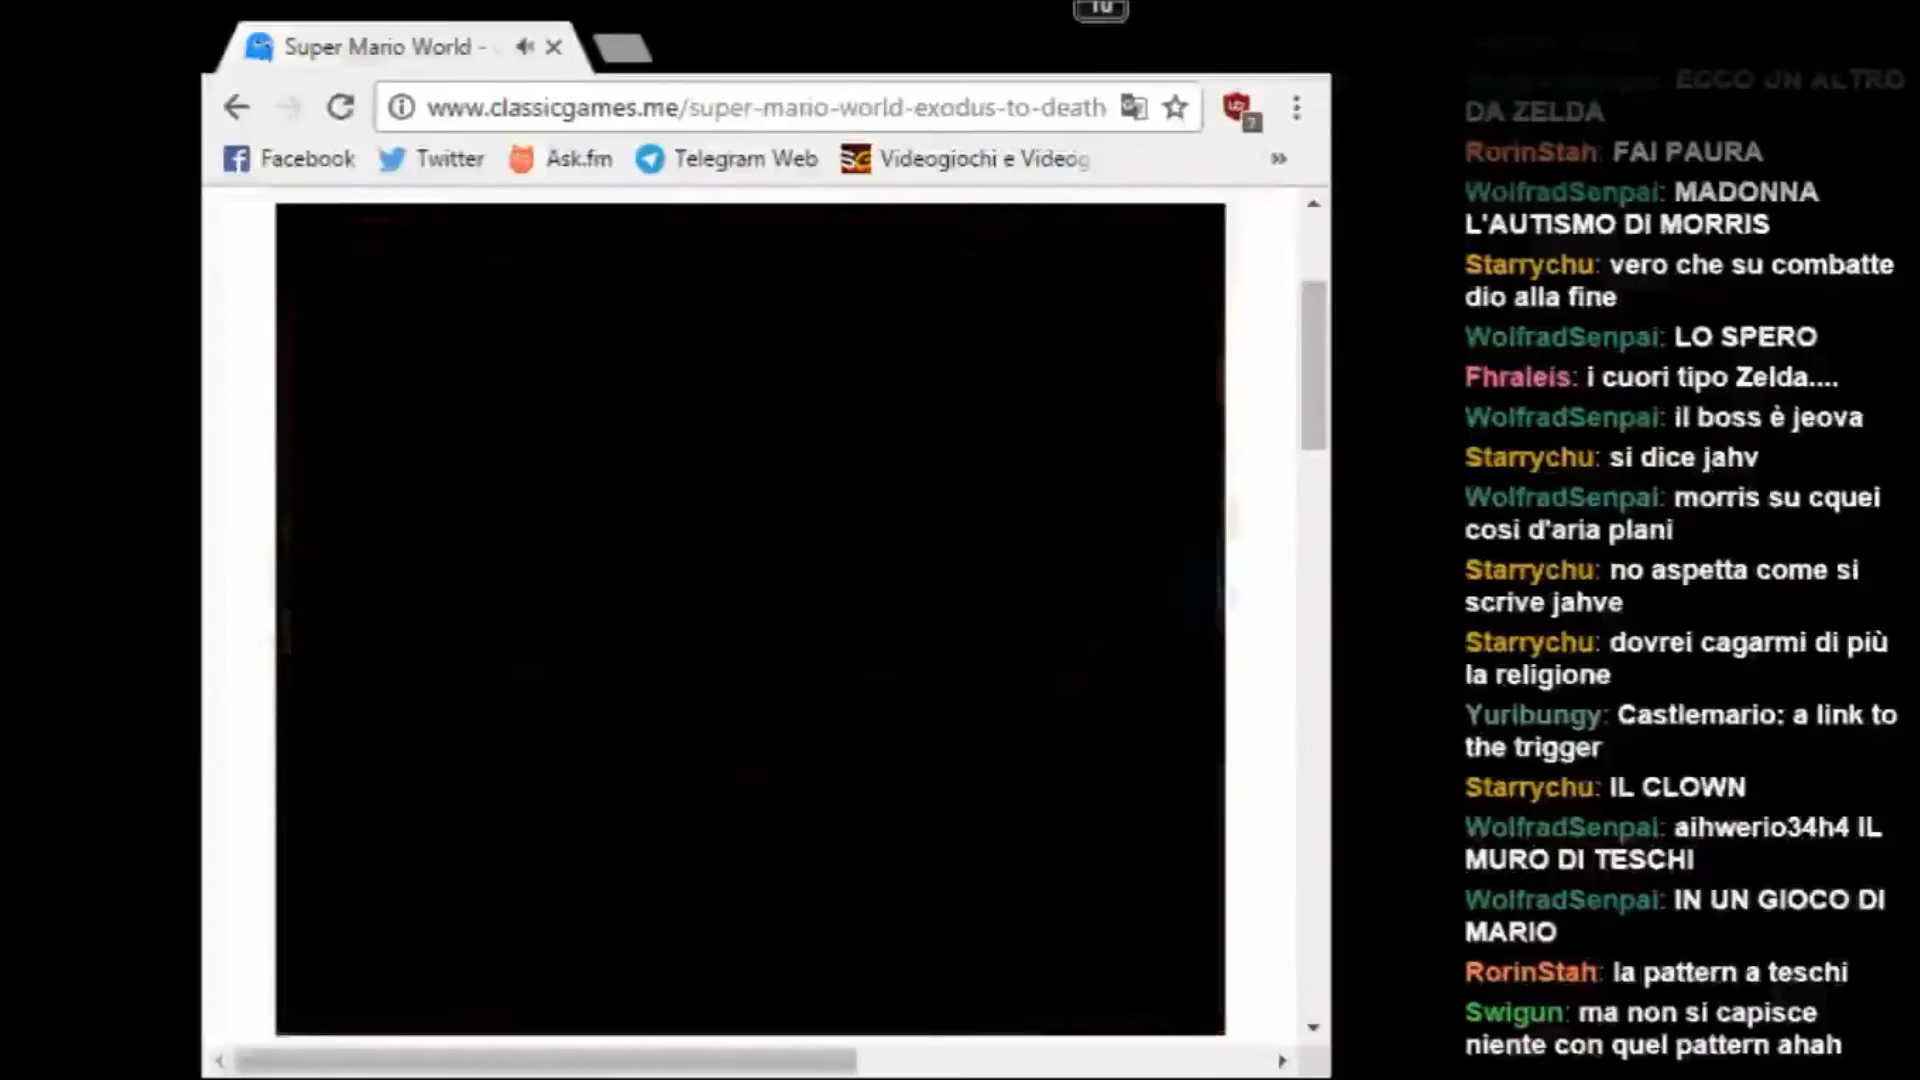 TU
Super Mario World -
www.classicgames.me/super-mario-world-exodus-to-death
Facebook Twitter Ask.fm Telegram Web Videogiochi e Videog
ECCO UN ALTRO
DA ZELDA
RorinStah: FAI PAURA
WolfradSenpai: MADONNA
L'AUTISMO DI MORRIS
Starrychu: vero che su combatte
dio alla fine
WolfradSenpai: LO SPERO
Fhraleis: i cuori tipo Zelda....
WolfradSenpai: il boss è jeova
Starrychu: si dice jahv
WolfradSenpai: morris su cquei
cosi d'aria plani
Starrychu: no aspetta come si
scrive jahve
Starrychu: dovrei cagarmi di più
la religione
Yuribungy: Castlemario: a link to
the trigger
Starrychu: IL CLOWN
WolfradSenpai: aihwerio34h4 IL
MURO DI TESCHI
WolfradSenpai: IN UN GIOCO DI
MARIO
RorinStah: la pattern a teschi
Swigun: ma non si capisce
niente con quel pattern ahah